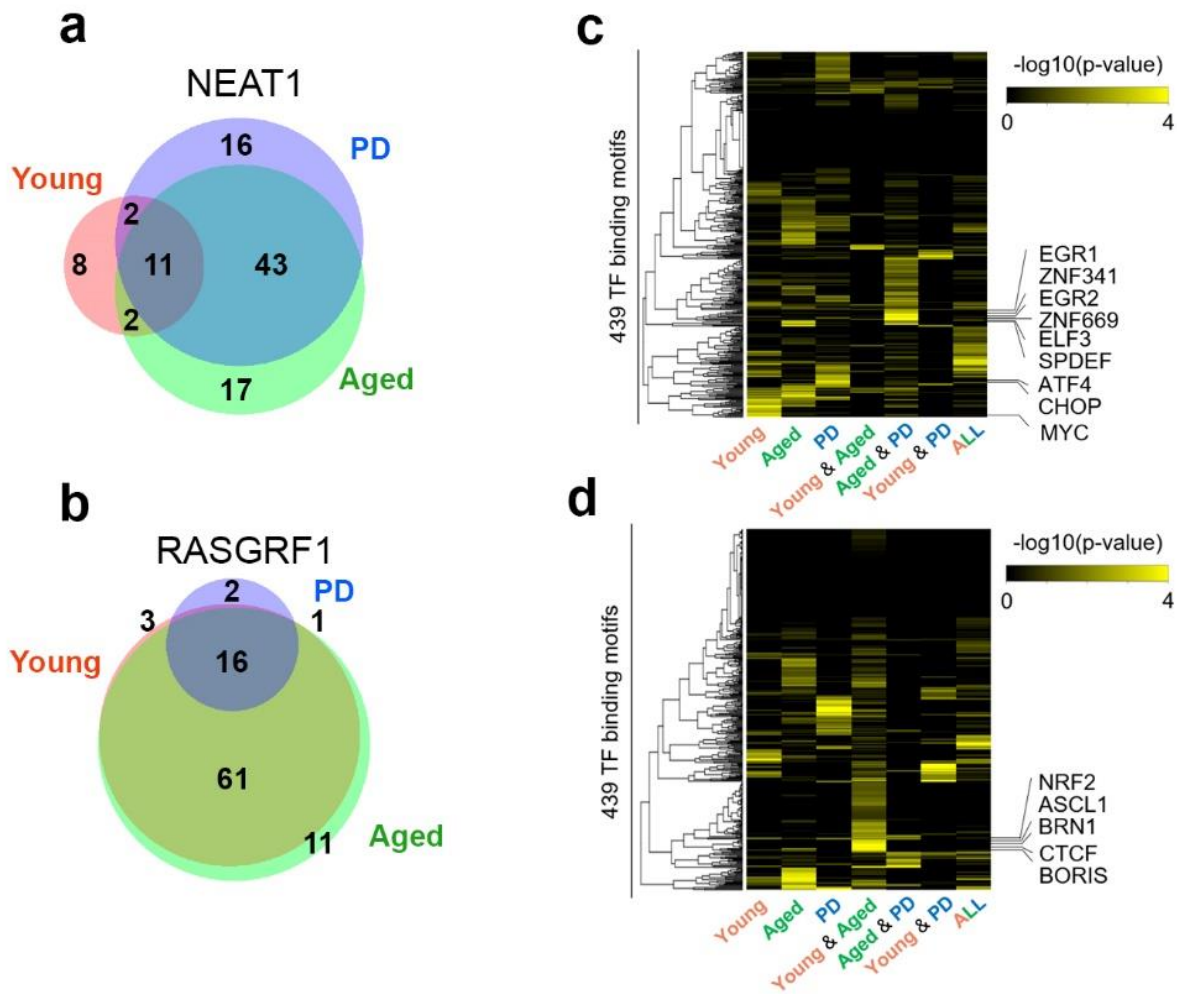 a
NEAT1
16
PD
Young
2
8
11
43
2
Aged
17
b
RASGRF1
2
PD
3
1
Young
16
61
Aged
11
c
-log10(p-value)
0
4
439 TF binding motifs
EGR1
ZNF341
EGR2
ZNF669
ELF3
SPDEF
ATF4
CHOP
MYC
Young
Aged
PD
Young & Aged
Aged & PD
Young & PD
ALL
d
-log10(p-value)
0
4
439 TF binding motifs
NRF2
ASCL1
BRN1
CTCF
BORIS
Young
Aged
PD
Young & Aged
Aged & PD
Young & PD
ALL